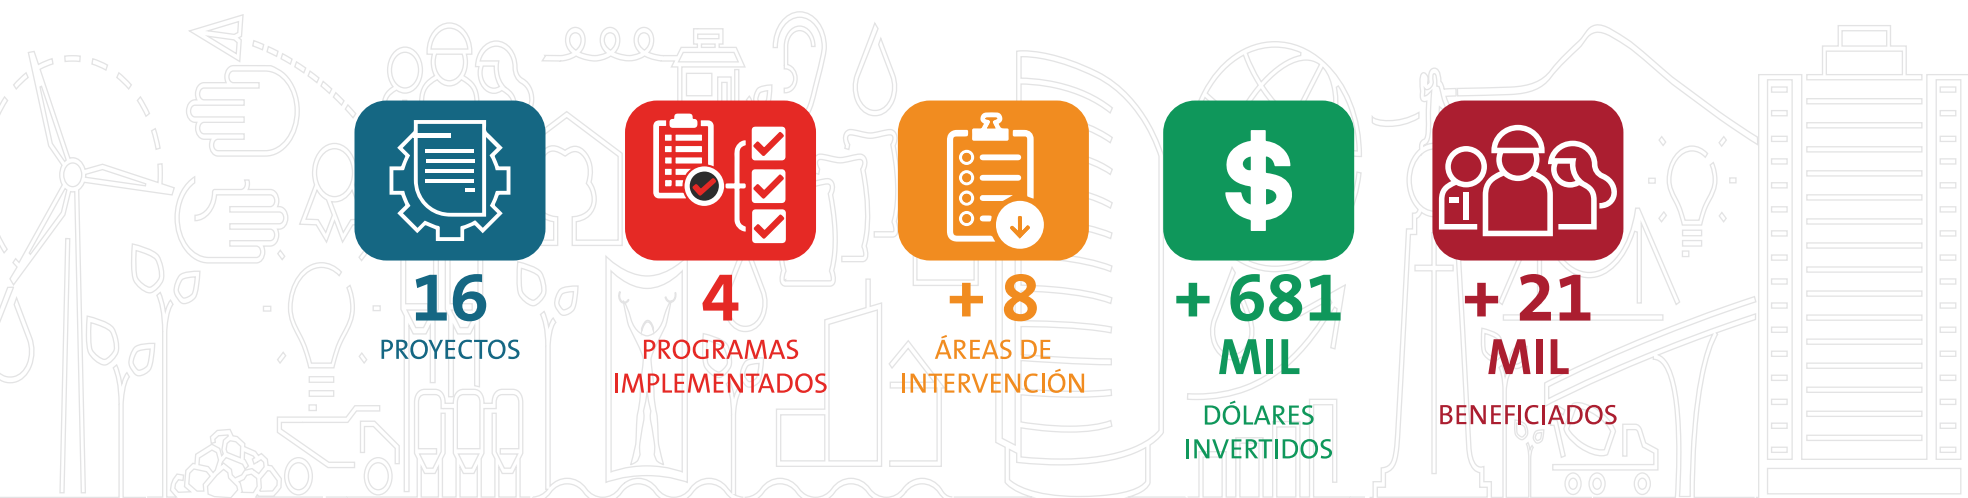 16
PROYECTOS
4
PROGRAMAS
IMPLEMENTADOS
+ 8
ÁREAS DE
INTERVENCIÓN
$
+ 681
MIL
DÓLARES
INVERTIDOS
+ 21
MIL
BENEFICIADOS